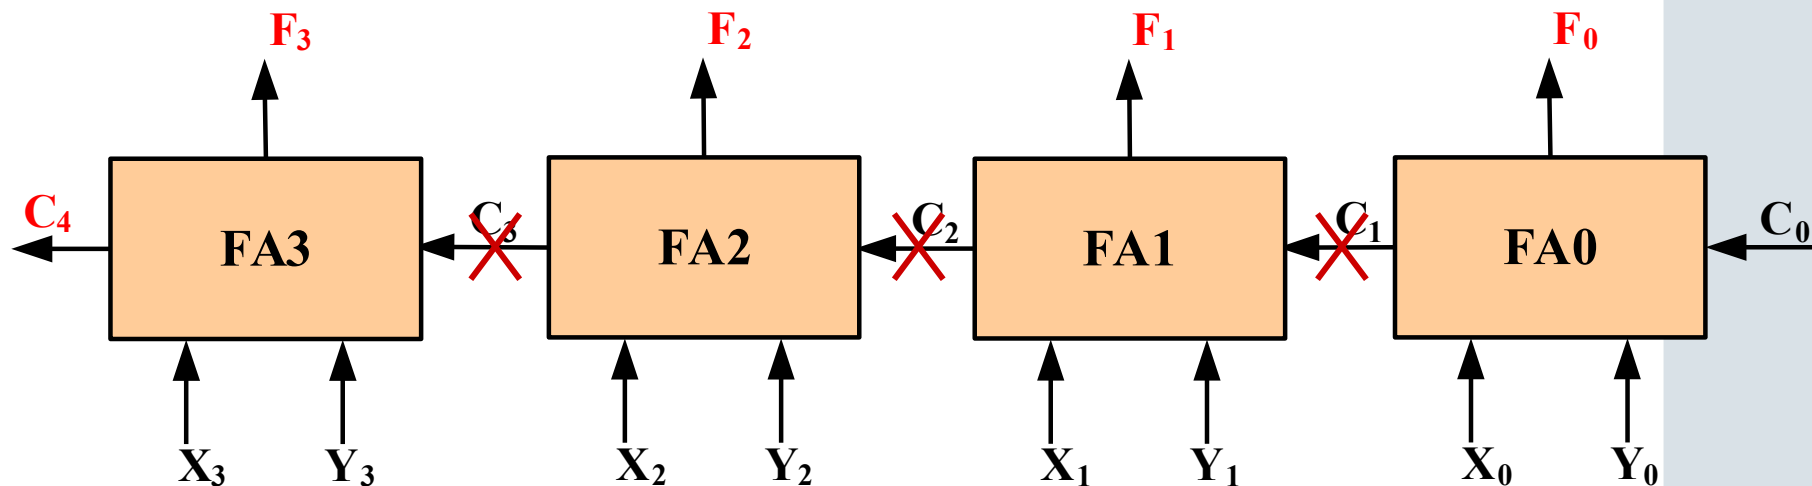 F₃ F₂ F₁ F₀
C₄ C₃ C₂ C₁ C₀
FA3 FA2 FA1 FA0
X₃ Y₃ X₂ Y₂ X₁ Y₁ X₀ Y₀